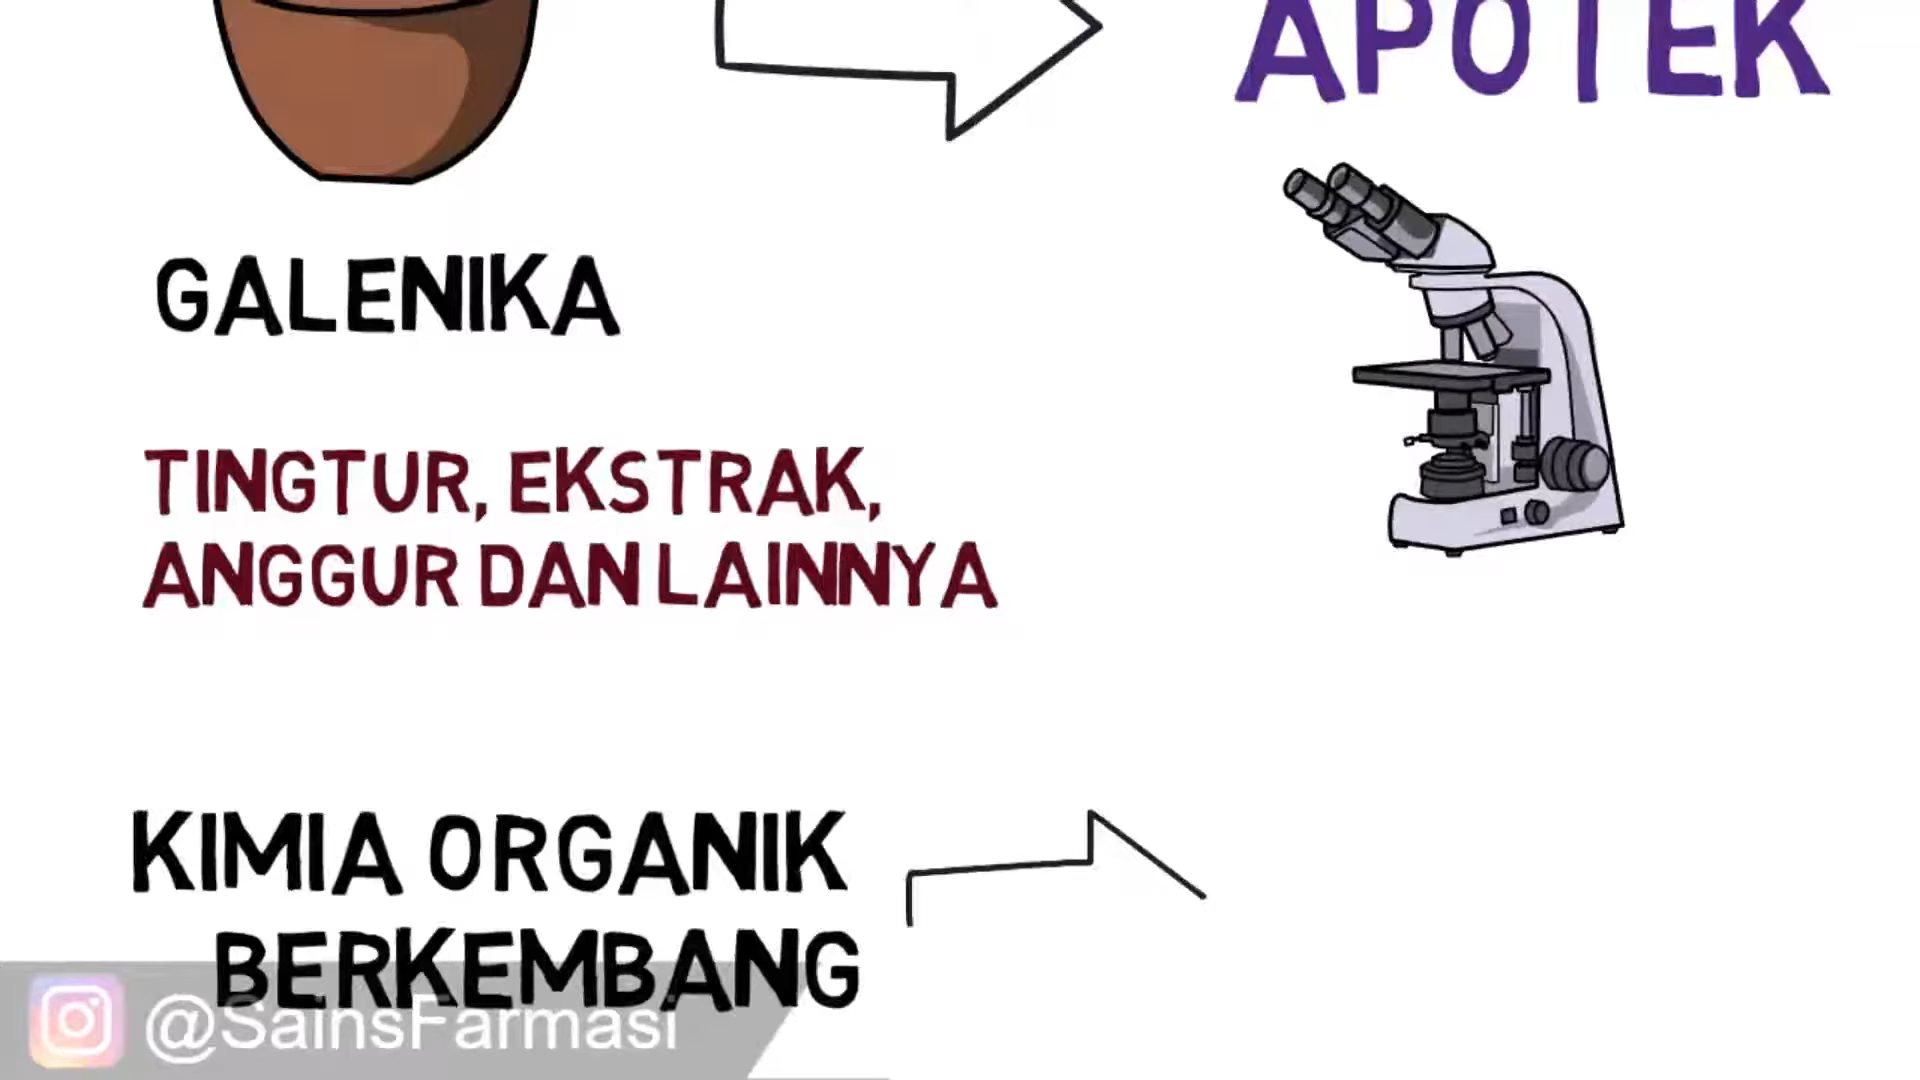 APOTEK
GALENIKA
TINGTUR, EKSTRAK,
ANGGUR DAN LAINNYA
KIMIA ORGANIK
BERKEMBANG
@SainsFarmasi